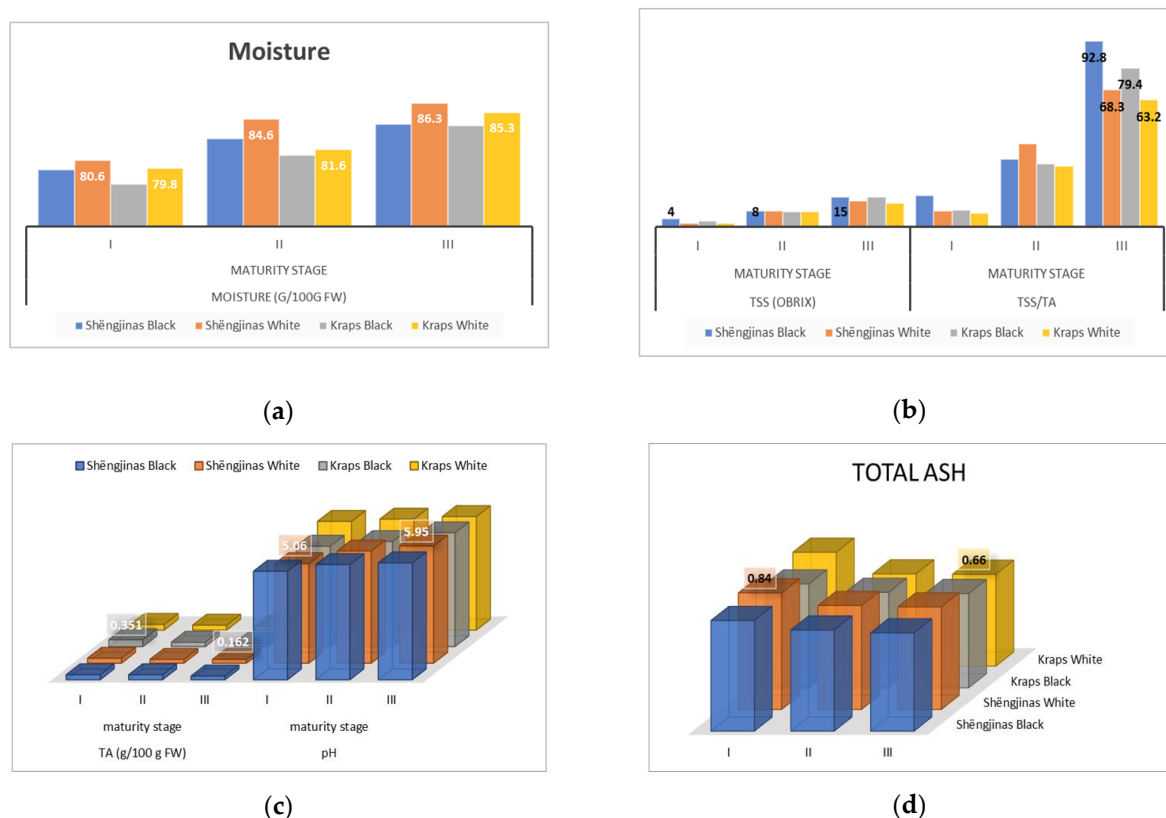 Moisture
80.6
79.8
84.6
81.6
86.3
85.3
I II III
MATURITY STAGE
MOISTURE (G/100G FW)
Shëngjinas Black Shëngjinas White Kraps Black Kraps White
(a)
4
8
15
92.8
68.3
79.4
63.2
I II III I II III
MATURITY STAGE MATURITY STAGE
TSS (OBRIX) TSS/TA
Shëngjinas Black Shëngjinas White Kraps Black Kraps White
(b)
Shëngjinas Black Shëngjinas White Kraps Black Kraps White
5.06
5.95
0.351
0.162
I II III I II III
maturity stage maturity stage
TA (g/100 g FW) pH
(c)
TOTAL ASH
0.84
0.66
Kraps White
Kraps Black
Shëngjinas White
Shëngjinas Black
I II III
(d)